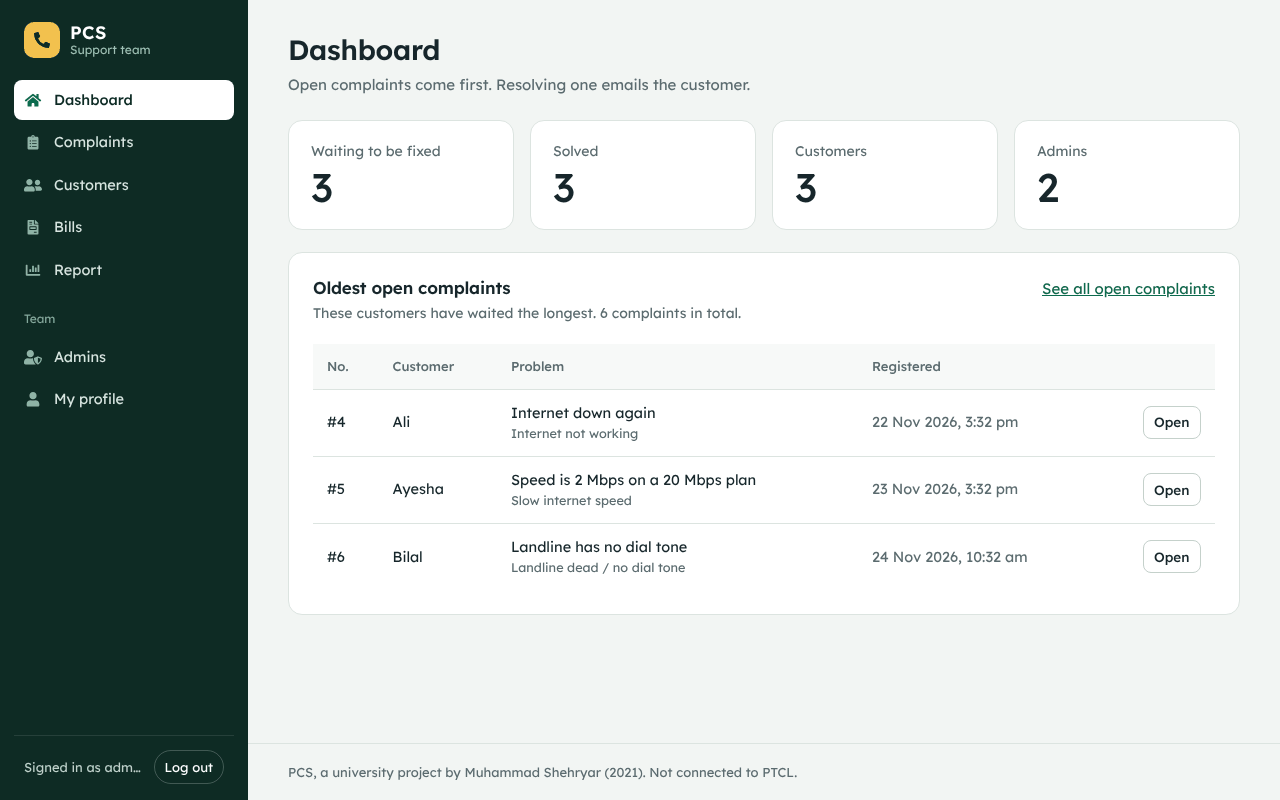 PCS
Support team
Dashboard
Complaints
Customers
Bills
Report
Team
Admins
My profile
Signed in as adm…
Log out
Dashboard
Open complaints come first. Resolving one emails the customer.
Waiting to be fixed
3
Solved
3
Customers
3
Admins
2
Oldest open complaints
See all open complaints
These customers have waited the longest. 6 complaints in total.
No. Customer Problem Registered
#4 Ali Internet down again 22 Nov 2026, 3:32 pm Open
Internet not working
#5 Ayesha Speed is 2 Mbps on a 20 Mbps plan 23 Nov 2026, 3:32 pm Open
Slow internet speed
#6 Bilal Landline has no dial tone 24 Nov 2026, 10:32 am Open
Landline dead / no dial tone
PCS, a university project by Muhammad Shehryar (2021). Not connected to PTCL.